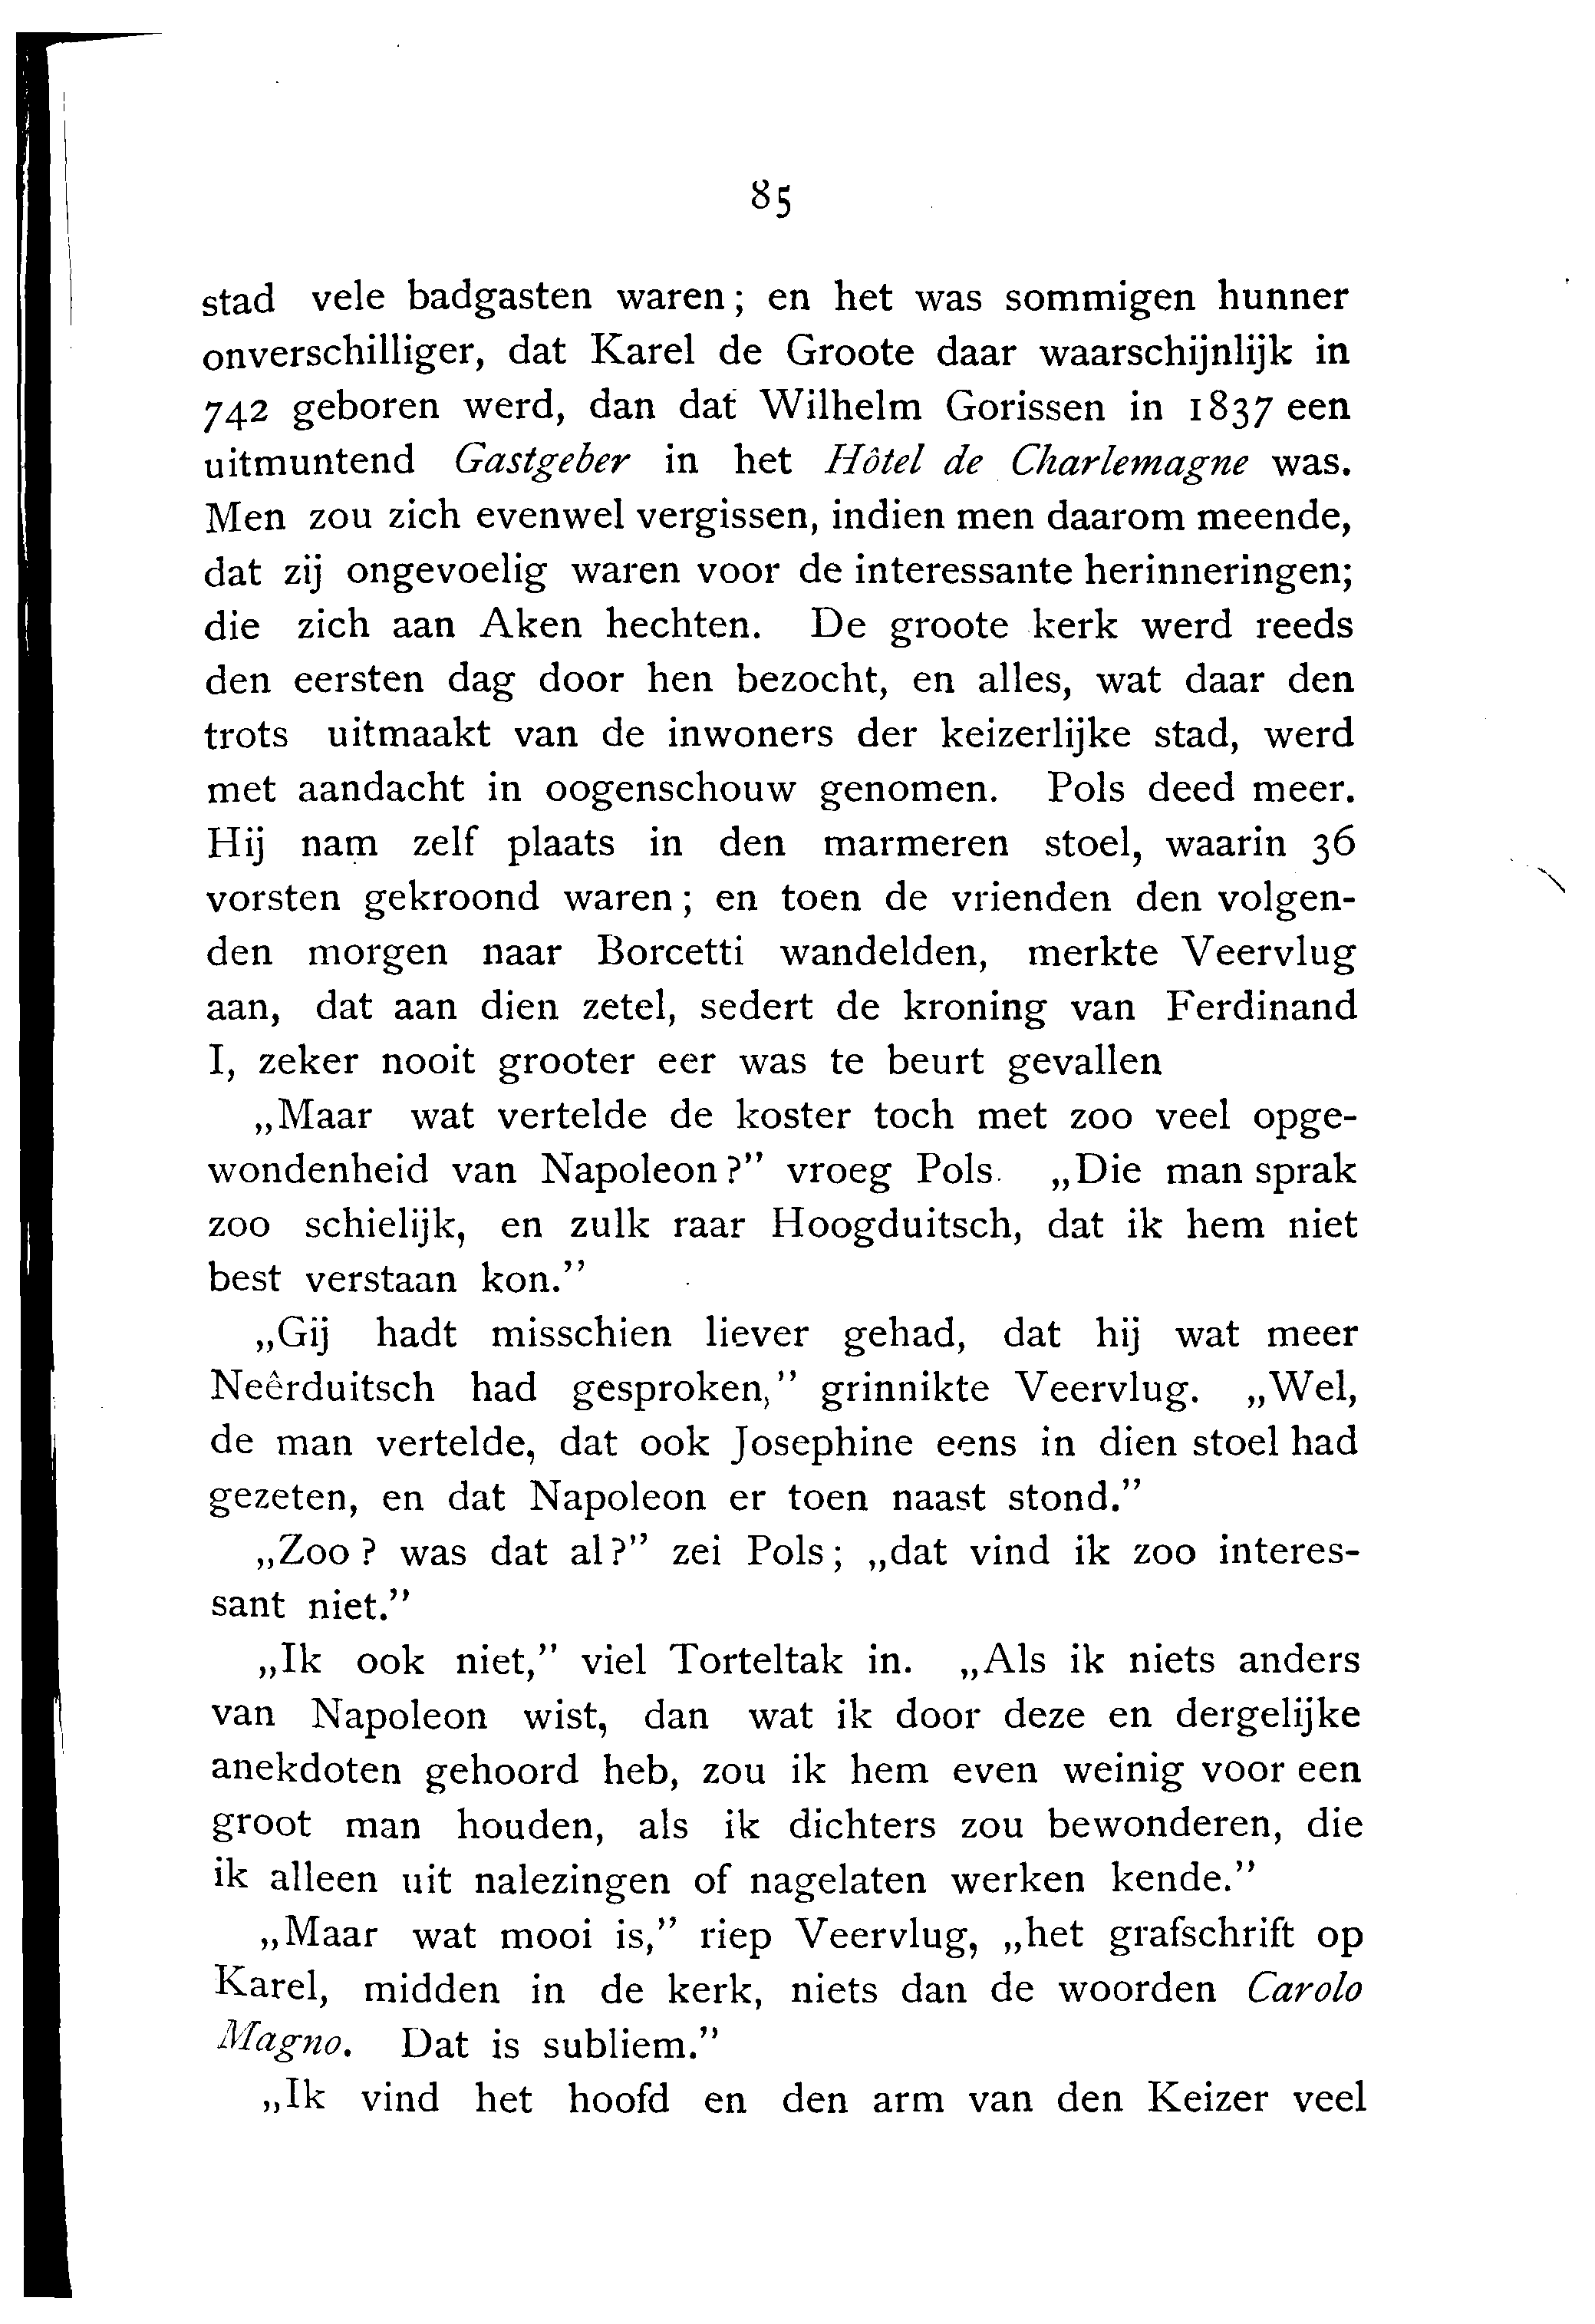 85
stad vele badgasten waren; en het was sommigen hunner
onverschilliger, dat Karel de Groote daar waarschijnlijk in
742 geboren werd, dan dat Wilhelm Gorissen in 1837 een
uitmuntend Gastgeber in het Hôtel de Charlemagne was.
Men zou zich evenwel vergissen, indien men daarom meende,
dat zij ongevoelig waren voor de interessante herinneringen;
die zich aan Aken hechten. De groote kerk werd reeds
den eersten dag door hen bezocht, en alles, wat daar den
trots uitmaakt van de inwoners der keizerlijke stad, werd
met aandacht in oogenschouw genomen. Pols deed meer.
Hij nam zelf plaats in den marmeren stoel, waarin 36
vorsten gekroond waren; en toen de vrienden den volgen-
den morgen naar Borcetti wandelden, merkte Veervlug
aan, dat aan dien zetel, sedert de kroning van Ferdinand
I, zeker nooit grooter eer was te beurt gevallen
„Maar wat vertelde de koster toch met zoo veel opge-
wondenheid van Napoleon?” vroeg Pols. „Die man sprak
zoo schielijk, en zulk raar Hoogduitsch, dat ik hem niet
best verstaan kon.”
„Gij hadt misschien liever gehad, dat hij wat meer
Neêrduitsch had gesproken,” grinnikte Veervlug. „Wel,
de man vertelde, dat ook Josephine eens in dien stoel had
gezeten, en dat Napoleon er toen naast stond.”
„Zoo? was dat al?” zei Pols; „dat vind ik zoo interes-
sant niet.”
„Ik ook niet,” viel Torteltak in. „Als ik niets anders
van Napoleon wist, dan wat ik door deze en dergelijke
anekdoten gehoord heb, zou ik hem even weinig voor een
groot man houden, als ik dichters zou bewonderen, die
ik alleen uit nalezingen of nagelaten werken kende.”
„Maar wat mooi is,” riep Veervlug, „het grafschrift op
Karel, midden in de kerk, niets dan de woorden Carolo
Magno. Dat is subliem.”
„Ik vind het hoofd en den arm van den Keizer veel